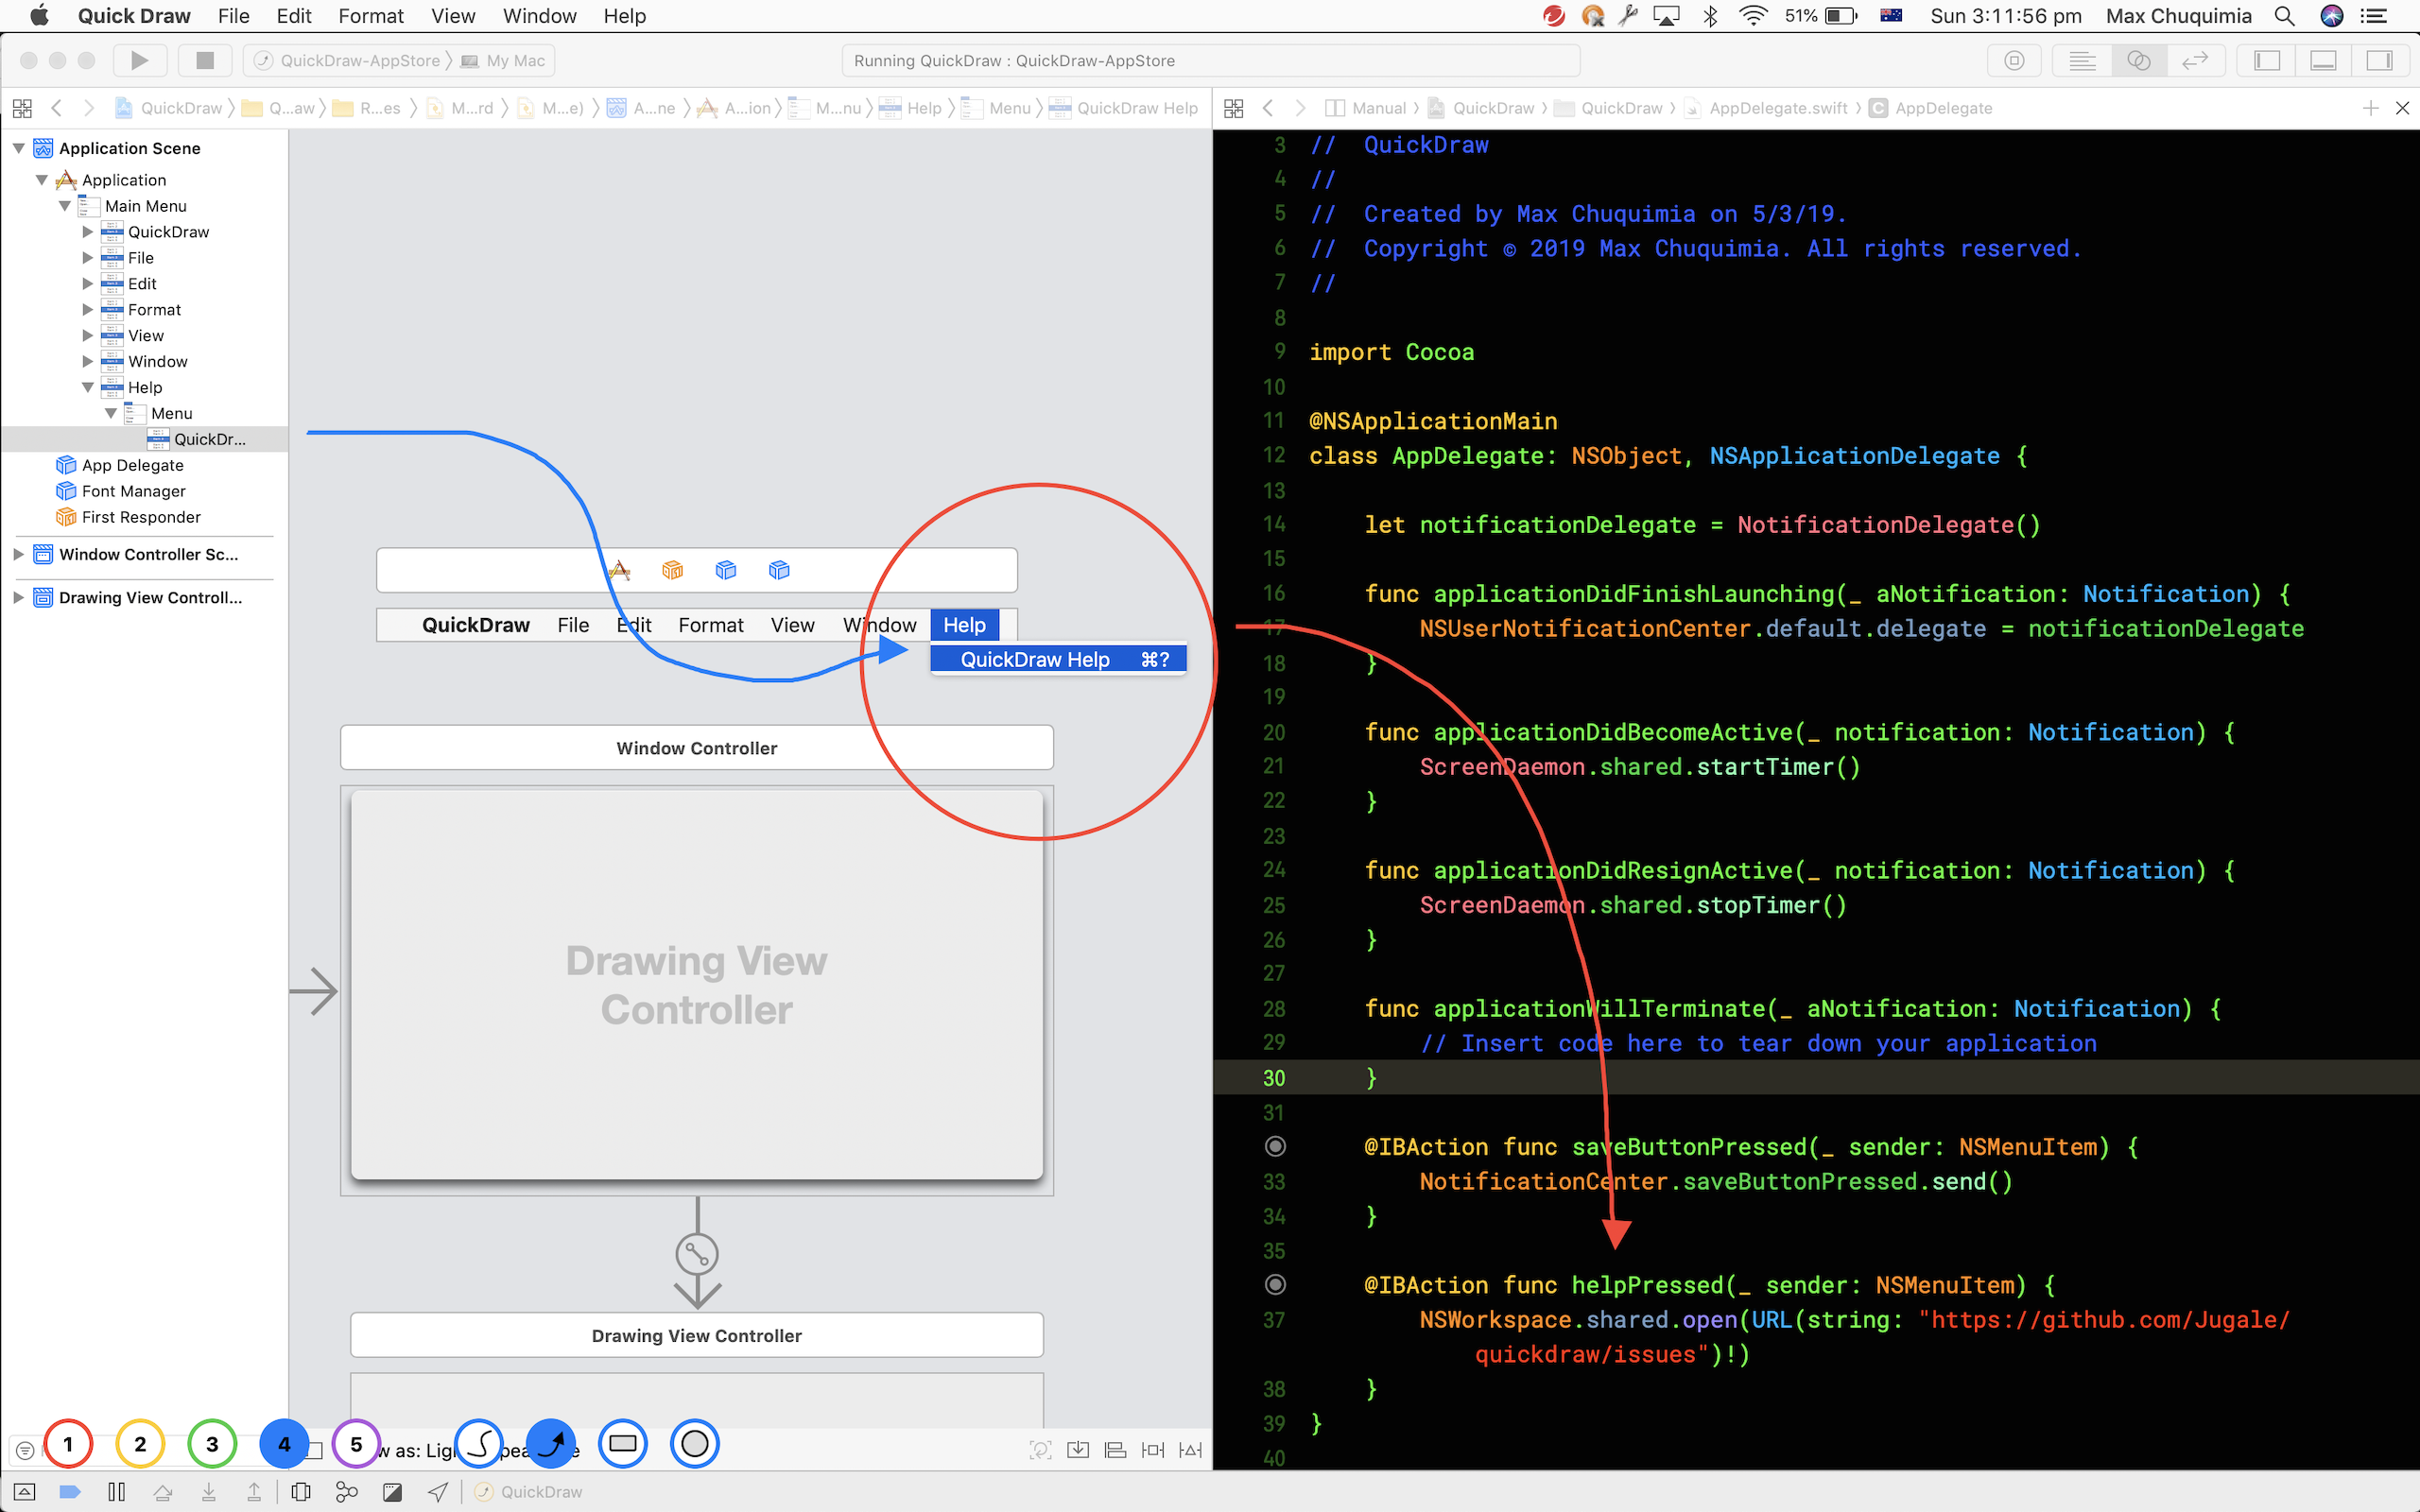 Quick Draw File Edit Format View Window Help 51% Sun 3:11:56 pm Max Chuquimia
QuickDraw-AppStore My Mac Running QuickDraw : QuickDraw-AppStore
QuickDraw Q...aw R...es M...rd M...e) A...ne A...ion M...nu Help Menu QuickDraw Help
Manual QuickDraw QuickDraw AppDelegate.swift C AppDelegate
Application Scene
Application
Main Menu
QuickDraw
File
Edit
Format
View
Window
Help
Menu
QuickDr...
App Delegate
Font Manager
First Responder
Window Controller Sc...
Drawing View Controll...
QuickDraw File Edit Format View Window Help
QuickDraw Help ⌘?
Window Controller
Drawing View
Controller
Drawing View Controller
3 // QuickDraw
4 //
5 // Created by Max Chuquimia on 5/3/19.
6 // Copyright © 2019 Max Chuquimia. All rights reserved.
7 //
8
9 import Cocoa
10
11 @NSApplicationMain
12 class AppDelegate: NSObject, NSApplicationDelegate {
13
14 let notificationDelegate = NotificationDelegate()
15
16 func applicationDidFinishLaunching(_ aNotification: Notification) {
17 NSUserNotificationCenter.default.delegate = notificationDelegate
18 }
19
20 func applicationDidBecomeActive(_ notification: Notification) {
21 ScreenDaemon.shared.startTimer()
22 }
23
24 func applicationDidResignActive(_ notification: Notification) {
25 ScreenDaemon.shared.stopTimer()
26 }
27
28 func applicationWillTerminate(_ aNotification: Notification) {
29 // Insert code here to tear down your application
30 }
31
@IBAction func saveButtonPressed(_ sender: NSMenuItem) {
33 NotificationCenter.saveButtonPressed.send()
34 }
35
@IBAction func helpPressed(_ sender: NSMenuItem) {
37 NSWorkspace.shared.open(URL(string: "https://github.com/Jugale/
quickdraw/issues")!)
38 }
39 }
40
1 2 3 4 5 as:
QuickDraw